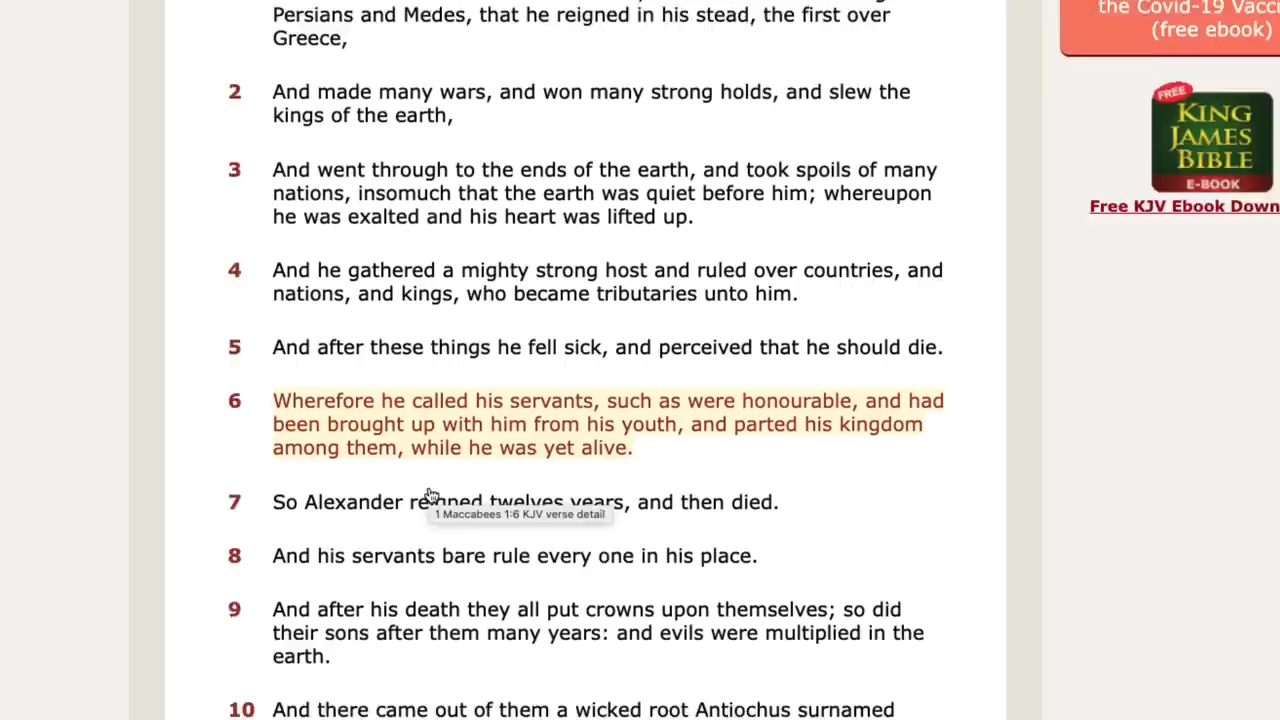 Persians and Medes, that he reigned in his stead, the first over
Greece,
2 And made many wars, and won many strong holds, and slew the
kings of the earth,
3 And went through to the ends of the earth, and took spoils of many
nations, insomuch that the earth was quiet before him; whereupon
he was exalted and his heart was lifted up.
4 And he gathered a mighty strong host and ruled over countries, and
nations, and kings, who became tributaries unto him.
5 And after these things he fell sick, and perceived that he should die.
6 Wherefore he called his servants, such as were honourable, and had
been brought up with him from his youth, and parted his kingdom
among them, while he was yet alive.
7 So Alexander reigned twelves years, and then died.
1 Maccabees 1:6 KJV verse detail
8 And his servants bare rule every one in his place.
9 And after his death they all put crowns upon themselves; so did
their sons after them many years: and evils were multiplied in the
earth.
10 And there came out of them a wicked root Antiochus surnamed
the Covid-19 Vacci
(free ebook)
FREE
KING
JAMES
BIBLE
E-BOOK
Free KJV Ebook Down